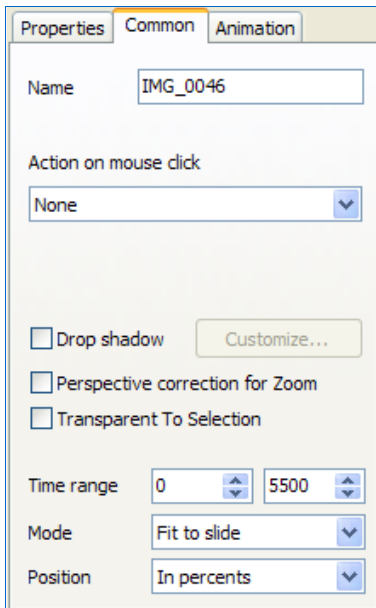 Properties Common Animation
Name IMG_0046
Action on mouse click
None
Drop shadow Customize...
Perspective correction for Zoom
Transparent To Selection
Time range 0 5500
Mode Fit to slide
Position In percents